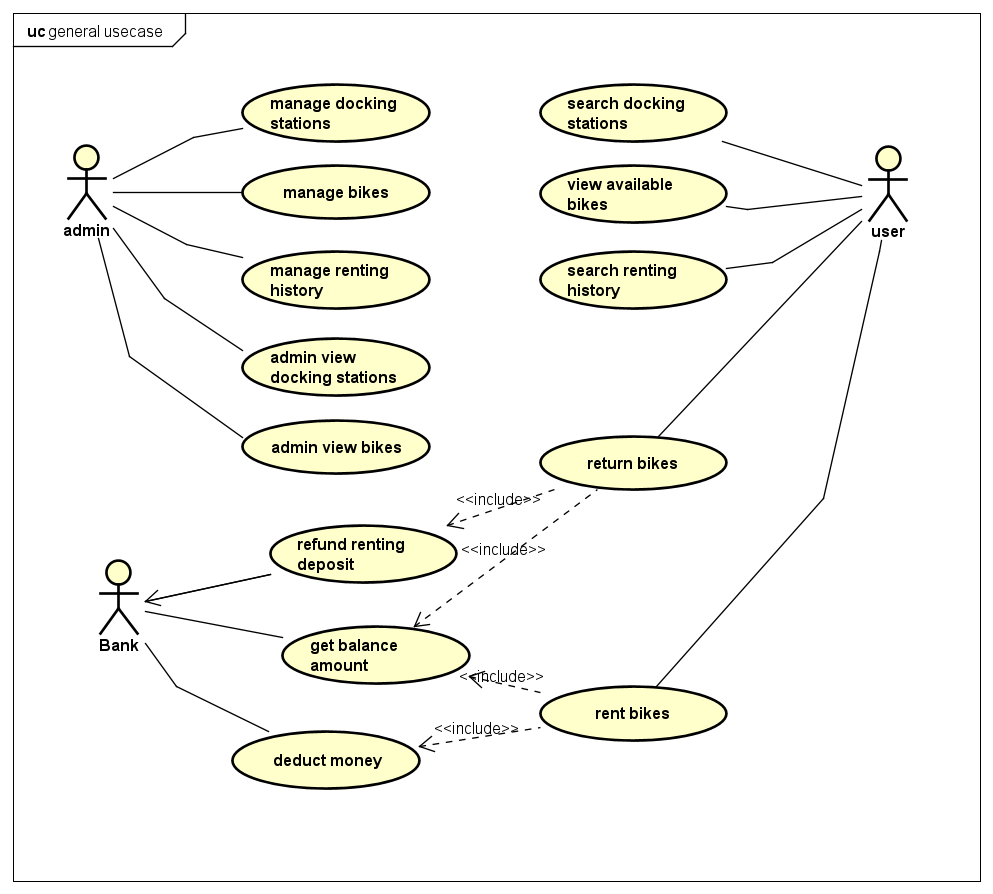 uc general usecase
manage docking
stations
search docking
stations
manage bikes
view available
bikes
admin
user
manage renting
history
search renting
history
admin view
docking stations
admin view bikes
return bikes
<<include>>
refund renting
deposit
<<include>>
Bank
get balance
amount
<<include>>
rent bikes
<<include>>
deduct money